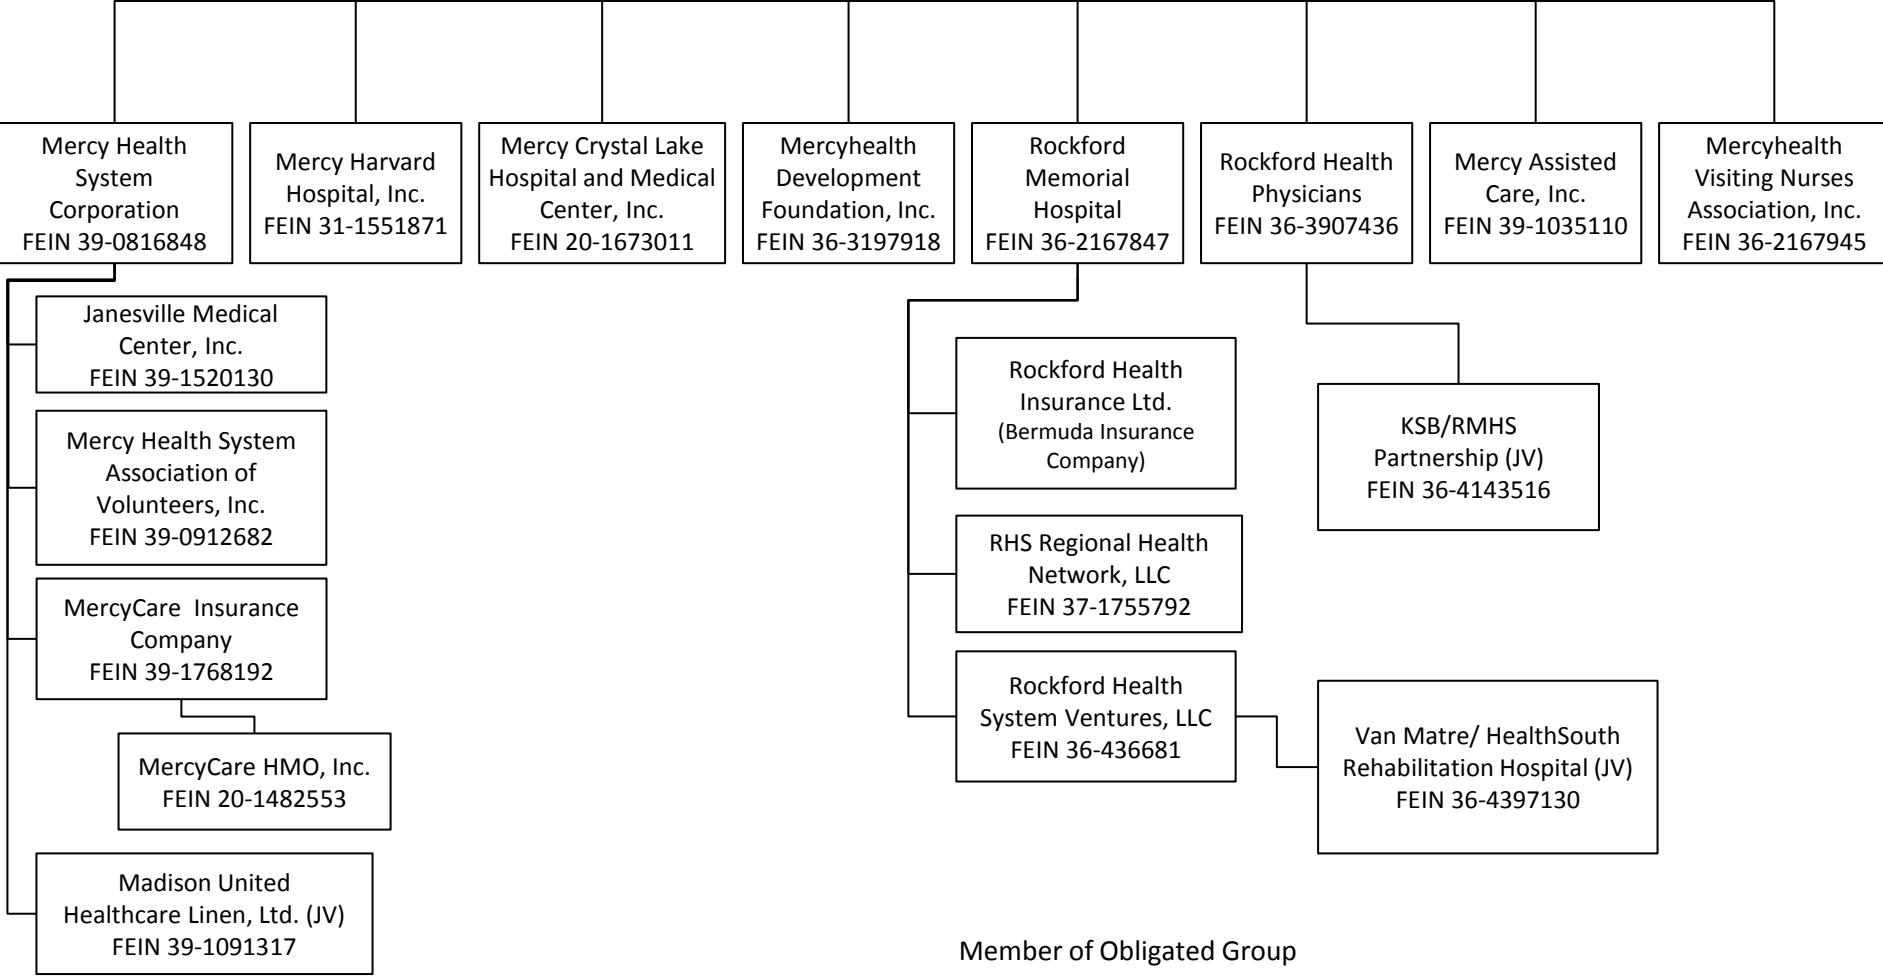 Mercy Health
System
Corporation
FEIN 39-0816848
Mercy Harvard
Hospital, Inc.
FEIN 31-1551871
Mercy Crystal Lake
Hospital and Medical
Center, Inc.
FEIN 20-1673011
Mercyhealth
Development
Foundation, Inc.
FEIN 36-3197918
Rockford
Memorial
Hospital
FEIN 36-2167847
Rockford Health
Physicians
FEIN 36-3907436
Mercy Assisted
Care, Inc.
FEIN 39-1035110
Mercyhealth
Visiting Nurses
Association, Inc.
FEIN 36-2167945
Janesville Medical
Center, Inc.
FEIN 39-1520130
Mercy Health System
Association of
Volunteers, Inc.
FEIN 39-0912682
MercyCare  Insurance
Company
FEIN 39-1768192
MercyCare HMO, Inc.
FEIN 20-1482553
Madison United
Healthcare Linen, Ltd. (JV)
FEIN 39-1091317
Rockford Health
Insurance Ltd.
(Bermuda Insurance
Company)
RHS Regional Health
Network, LLC
FEIN 37-1755792
Rockford Health
System Ventures, LLC
FEIN 36-436681
KSB/RMHS
Partnership (JV)
FEIN 36-4143516
Van Matre/ HealthSouth
Rehabilitation Hospital (JV)
FEIN 36-4397130
Member of Obligated Group